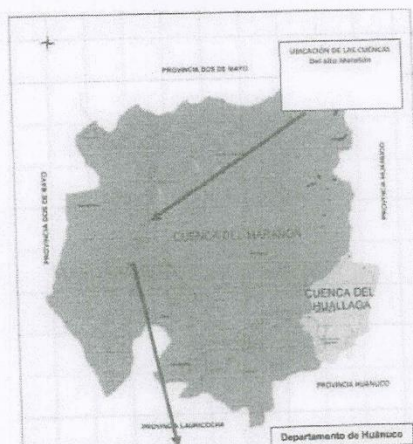 UBICACIÓN DE LAS CUENCAS
Del alto Marañón
PROVINCIA DOS DE MAYO
PROVINCIA DOS DE MAYO
PROVINCIA HUANUCO
CUENCA DEL MARAÑON
CUENCA DEL
HUALLAGA
PROVINCIA HUANUCO
PROVINCIA LAURICOCHA
Departamento de Huánuco